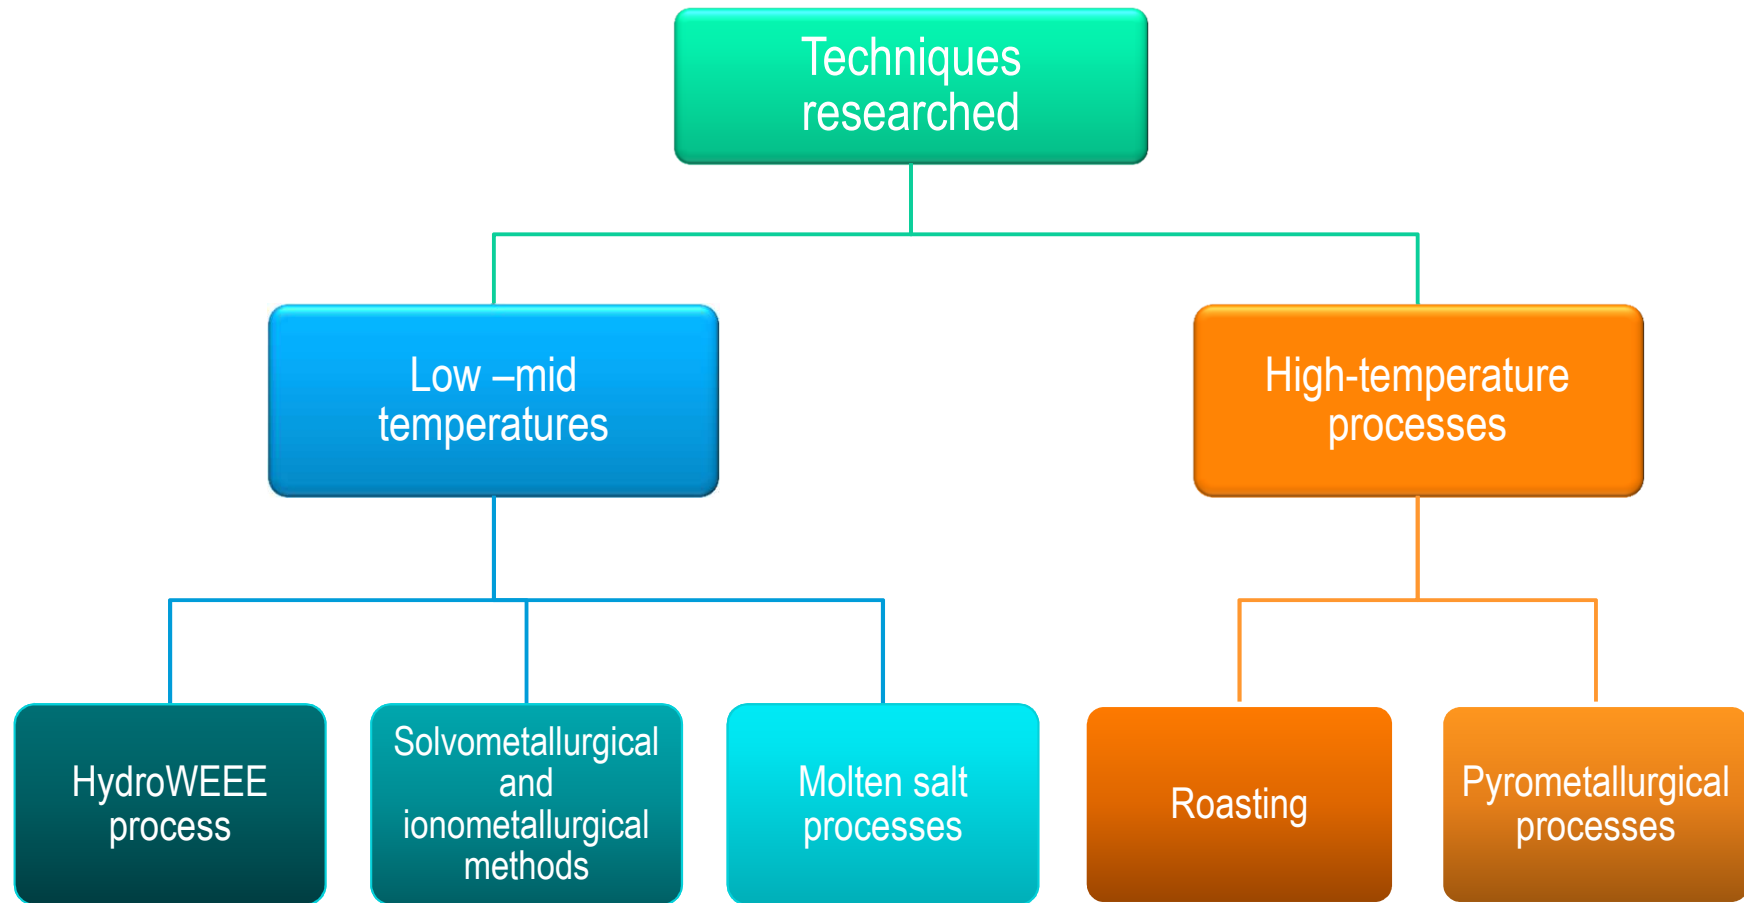 Techniques
researched
Low –mid
temperatures
High-temperature
processes
HydroWEEE
process
Solvometallurgical
and
ionometallurgical
methods
Molten salt
processes
Roasting
Pyrometallurgical
processes